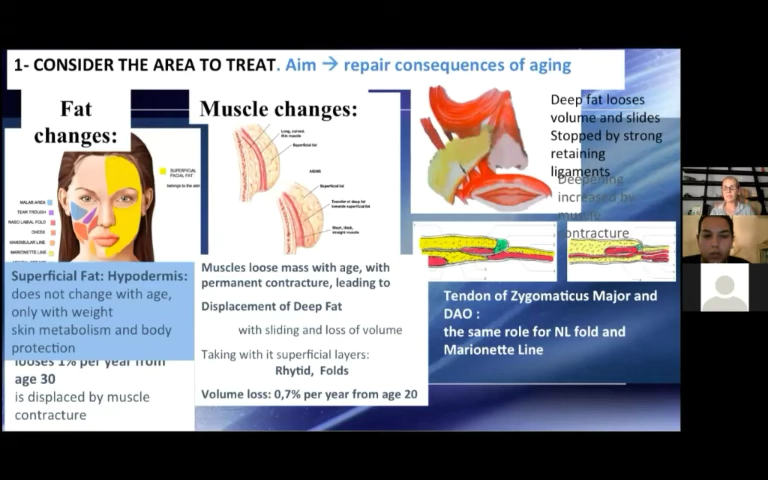 1- CONSIDER THE AREA TO TREAT. Aim → repair consequences of aging
Fat
changes:
SUPERFICIAL
FACIAL FAT
MALAR AREA
TEAR TROUGH
NASO LABIAL FOLD
CHEEK
MANDIBULAR LINE
MARIONETTE LINE
Superficial Fat: Hypodermis:
does not change with age,
only with weight
skin metabolism and body
protection
looses 1% per year from
age 30
is displaced by muscle
contracture
Muscle changes:
Superficial fat
Superficial fat
Muscles loose mass with age, with
permanent contracture, leading to
Displacement of Deep Fat
with sliding and loss of volume
Taking with it superficial layers:
Rhytid, Folds
Volume loss: 0,7% per year from age 20
Deep fat looses
volume and slides
Stopped by strong
retaining
ligaments
Deepening
increased by
muscle
contracture
Tendon of Zygomaticus Major and
DAO :
the same role for NL fold and
Marionette Line